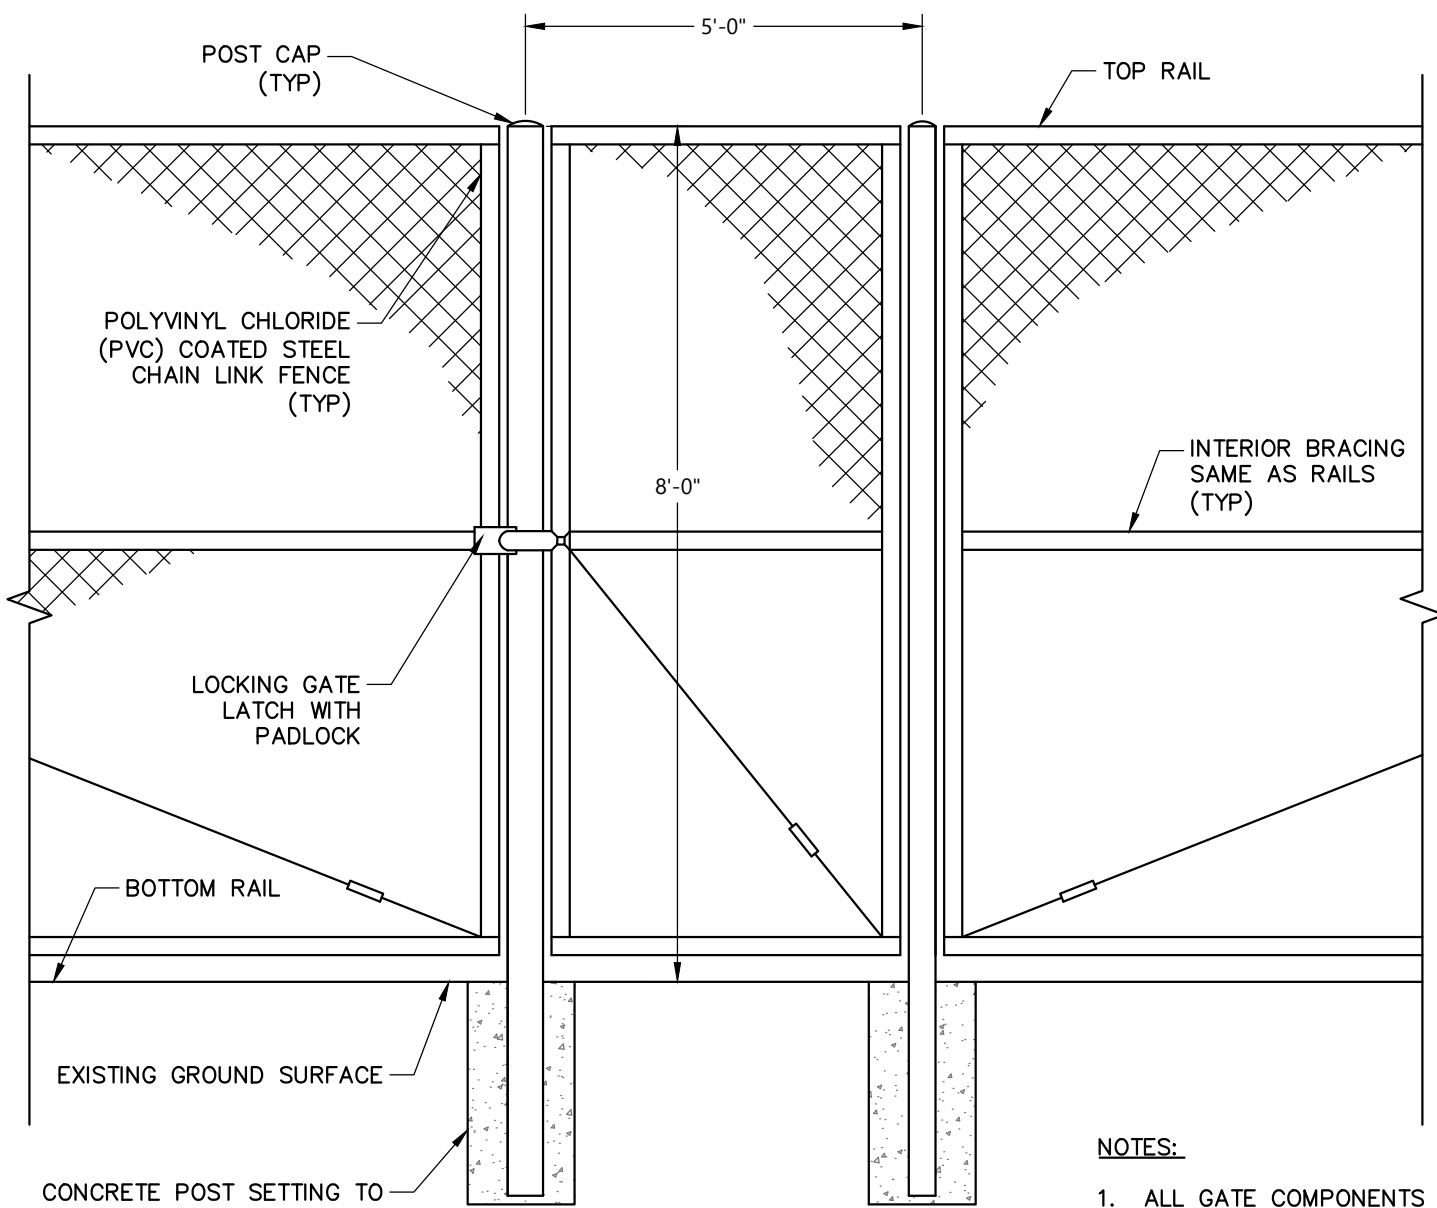 5'-0"
POST CAP
(TYP)
TOP RAIL
POLYVINYL CHLORIDE
(PVC) COATED STEEL
CHAIN LINK FENCE
(TYP)
INTERIOR BRACING
SAME AS RAILS
(TYP)
8'-0"
LOCKING GATE
LATCH WITH
PADLOCK
BOTTOM RAIL
EXISTING GROUND SURFACE
CONCRETE POST SETTING TO
NOTES:
1. ALL GATE COMPONENTS